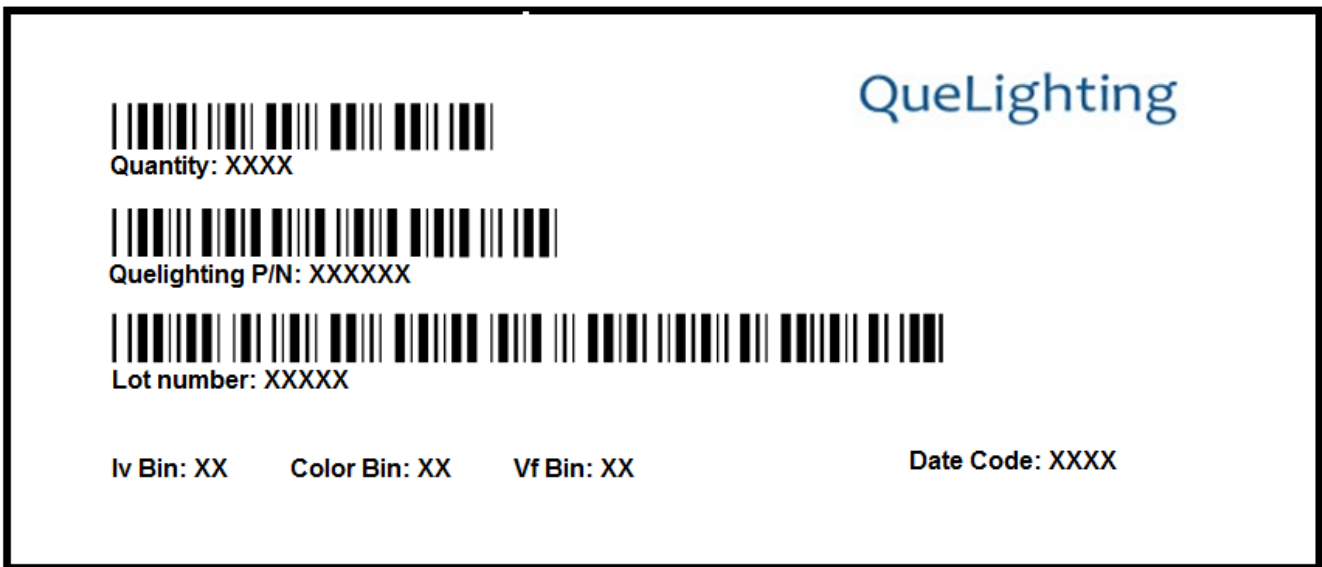 QueLighting
Quantity: XXXX
Quelighting P/N: XXXXXX
Lot number: XXXXX
Iv Bin: XX Color Bin: XX Vf Bin: XX Date Code: XXXX